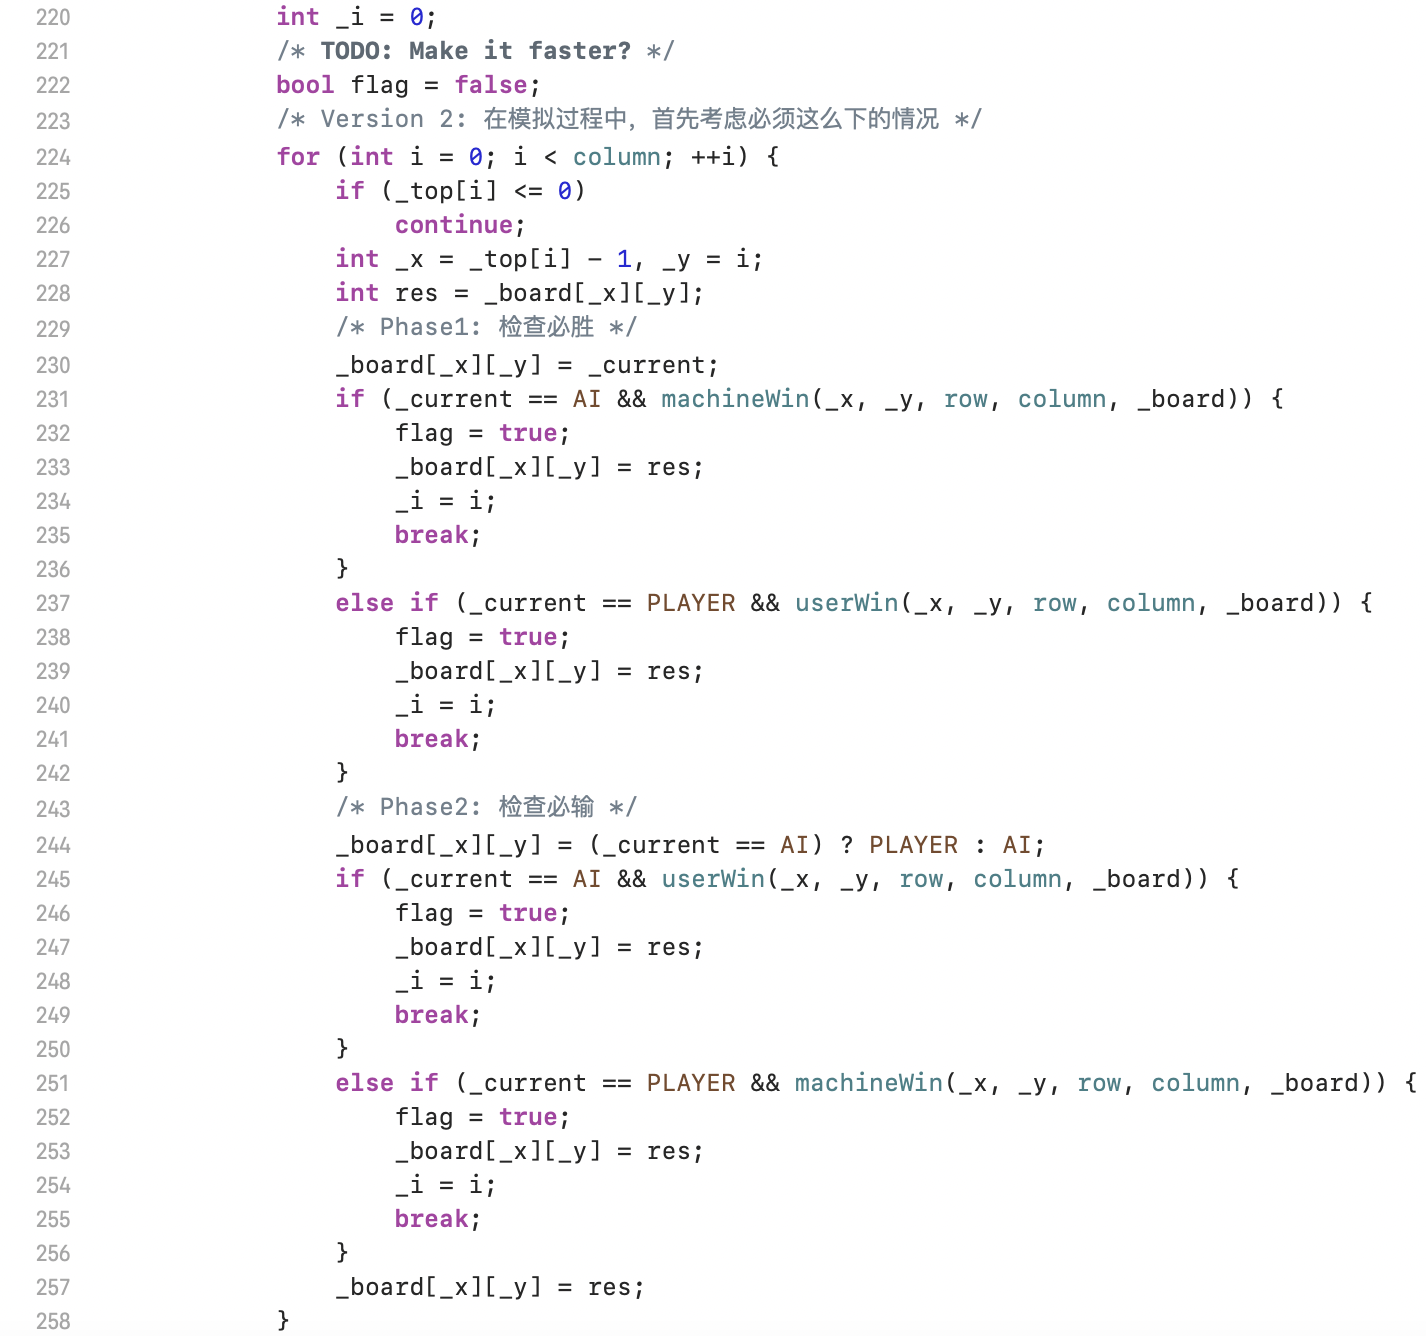 220 int _i = 0;
221 /* TODO: Make it faster? */
222 bool flag = false;
223 /* Version 2: 在模拟过程中，首先考虑必须这么下的情况 */
224 for (int i = 0; i < column; ++i) {
225 if (_top[i] <= 0)
226 continue;
227 int _x = _top[i] - 1, _y = i;
228 int res = _board[_x][_y];
229 /* Phase1: 检查必胜 */
230 _board[_x][_y] = _current;
231 if (_current == AI && machineWin(_x, _y, row, column, _board)) {
232 flag = true;
233 _board[_x][_y] = res;
234 _i = i;
235 break;
236 }
237 else if (_current == PLAYER && userWin(_x, _y, row, column, _board)) {
238 flag = true;
239 _board[_x][_y] = res;
240 _i = i;
241 break;
242 }
243 /* Phase2: 检查必输 */
244 _board[_x][_y] = (_current == AI) ? PLAYER : AI;
245 if (_current == AI && userWin(_x, _y, row, column, _board)) {
246 flag = true;
247 _board[_x][_y] = res;
248 _i = i;
249 break;
250 }
251 else if (_current == PLAYER && machineWin(_x, _y, row, column, _board)) {
252 flag = true;
253 _board[_x][_y] = res;
254 _i = i;
255 break;
256 }
257 _board[_x][_y] = res;
258 }